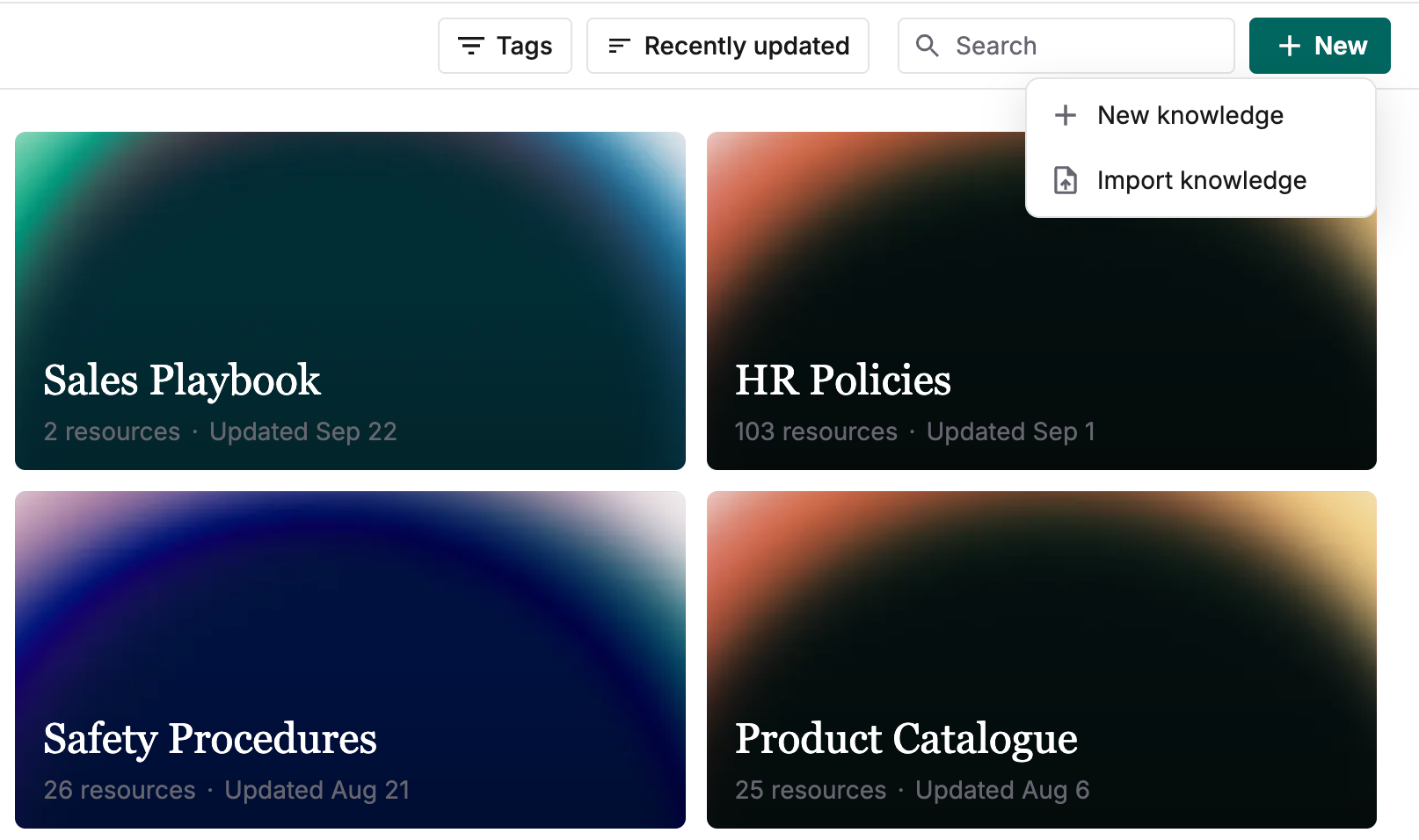 Tags
Recently updated
Search
New
New knowledge
Import knowledge
Sales Playbook
2 resources · Updated Sep 22
HR Policies
103 resources · Updated Sep 1
Safety Procedures
26 resources · Updated Aug 21
Product Catalogue
25 resources · Updated Aug 6